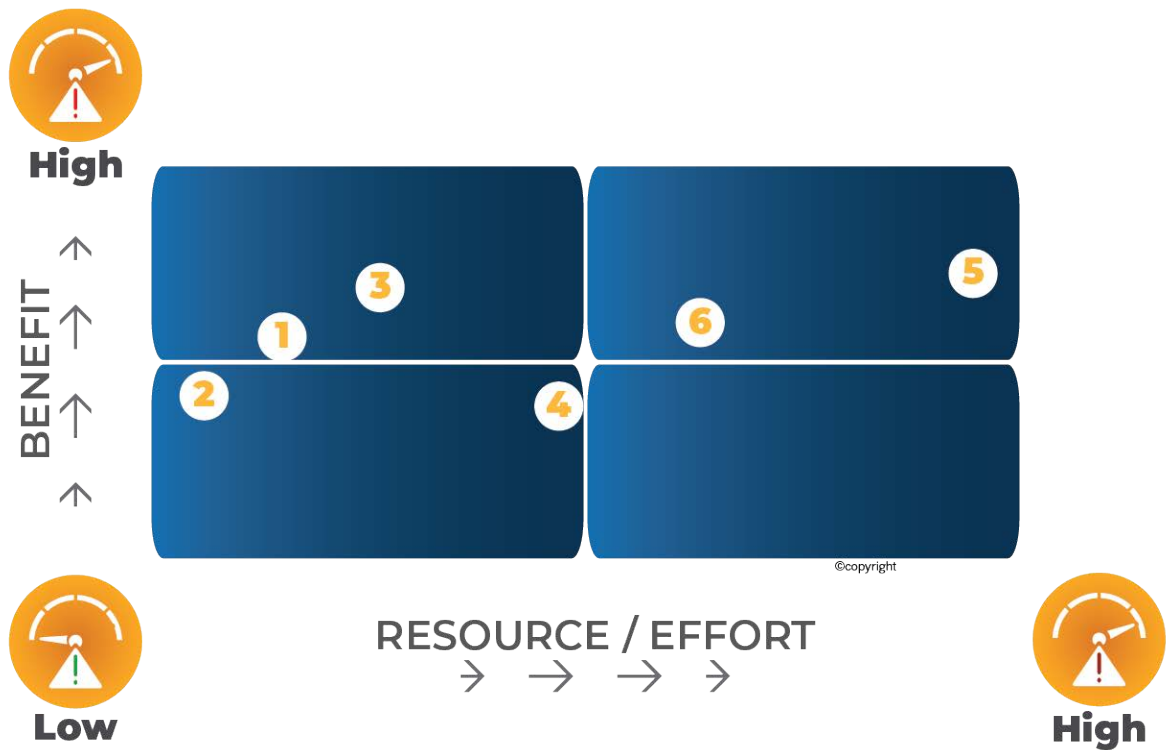 High
BENEFIT
3
5
1
6
2
4
©copyright
RESOURCE / EFFORT
Low
High